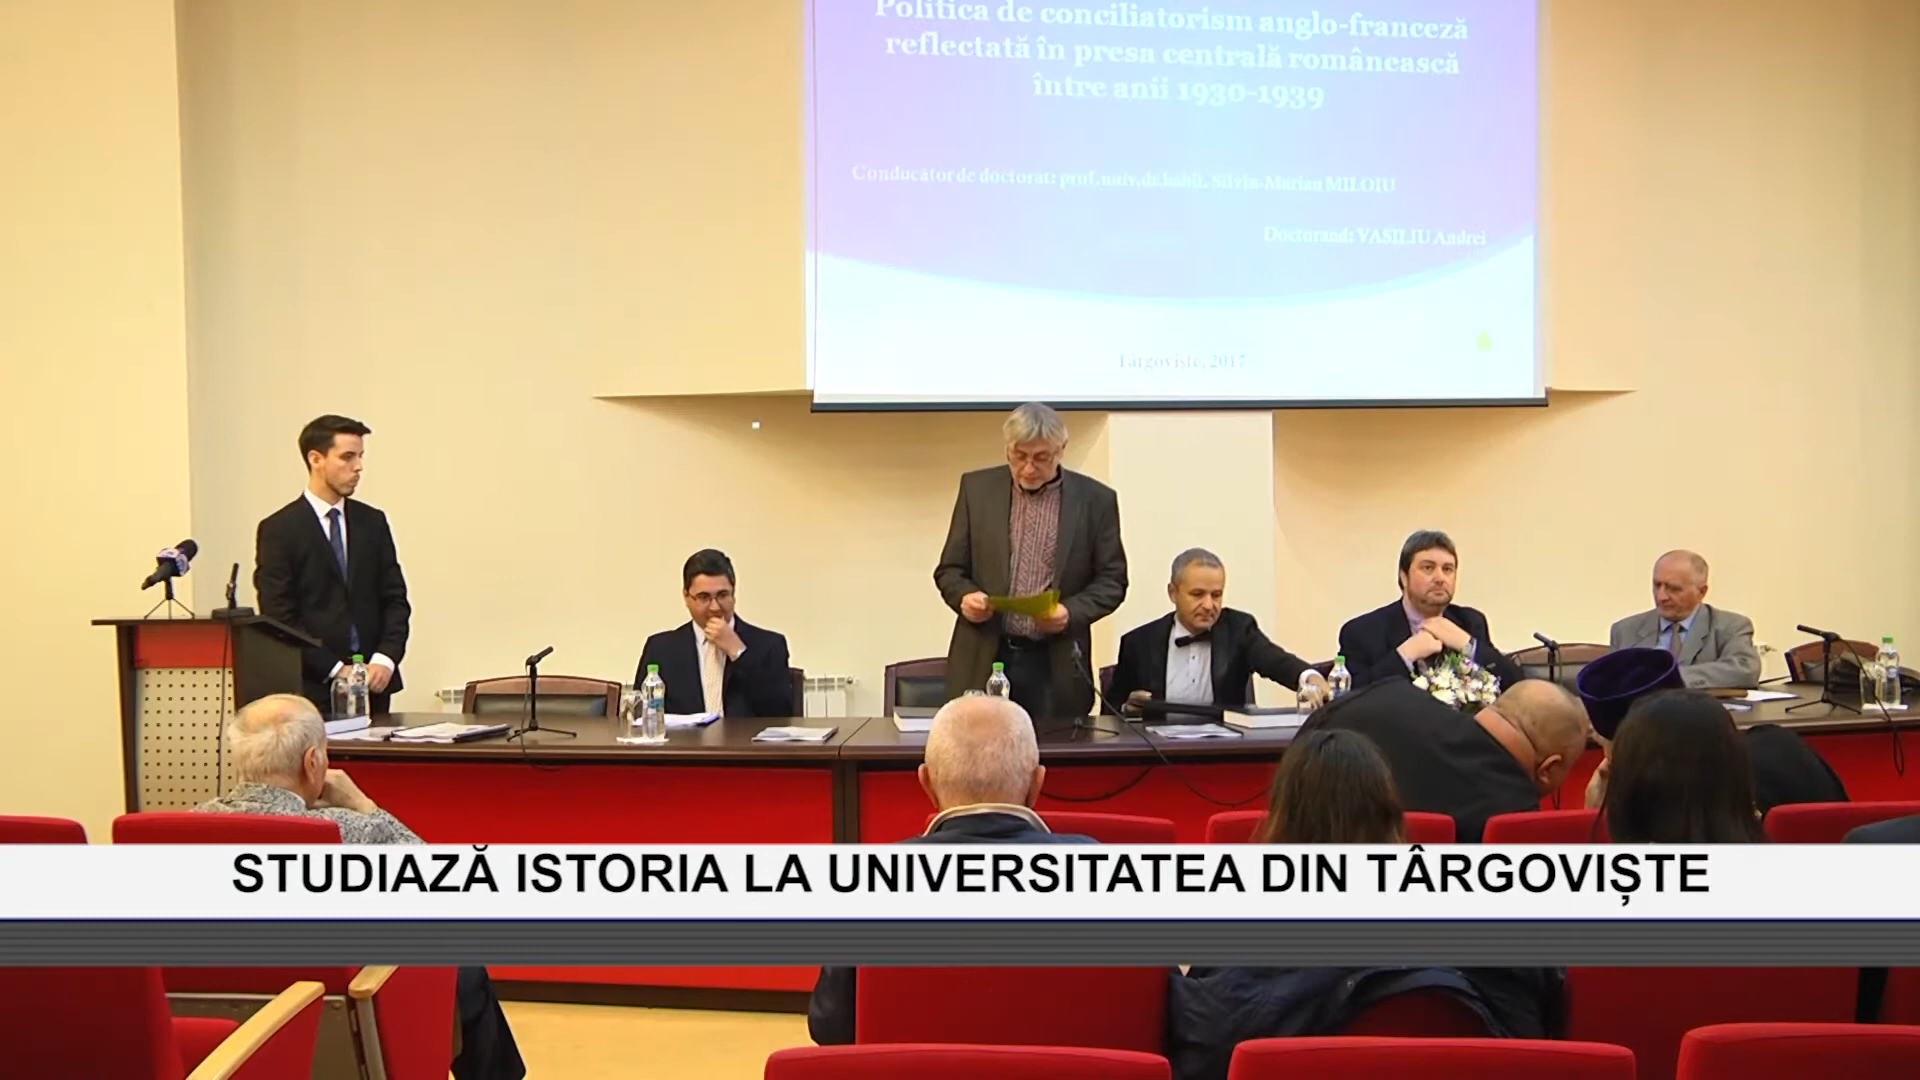 Politica de conciliatorism anglo-franceză
reflectată în presa centrală românească
între anii 1930-1939
Conducător de doctorat: prof.univ.dr.habil. Silviu-Marian MILOIU
Doctorand: VASILIU Andrei
Târgoviște, 2017
STUDIAZĂ ISTORIA LA UNIVERSITATEA DIN TÂRGOVIȘTE